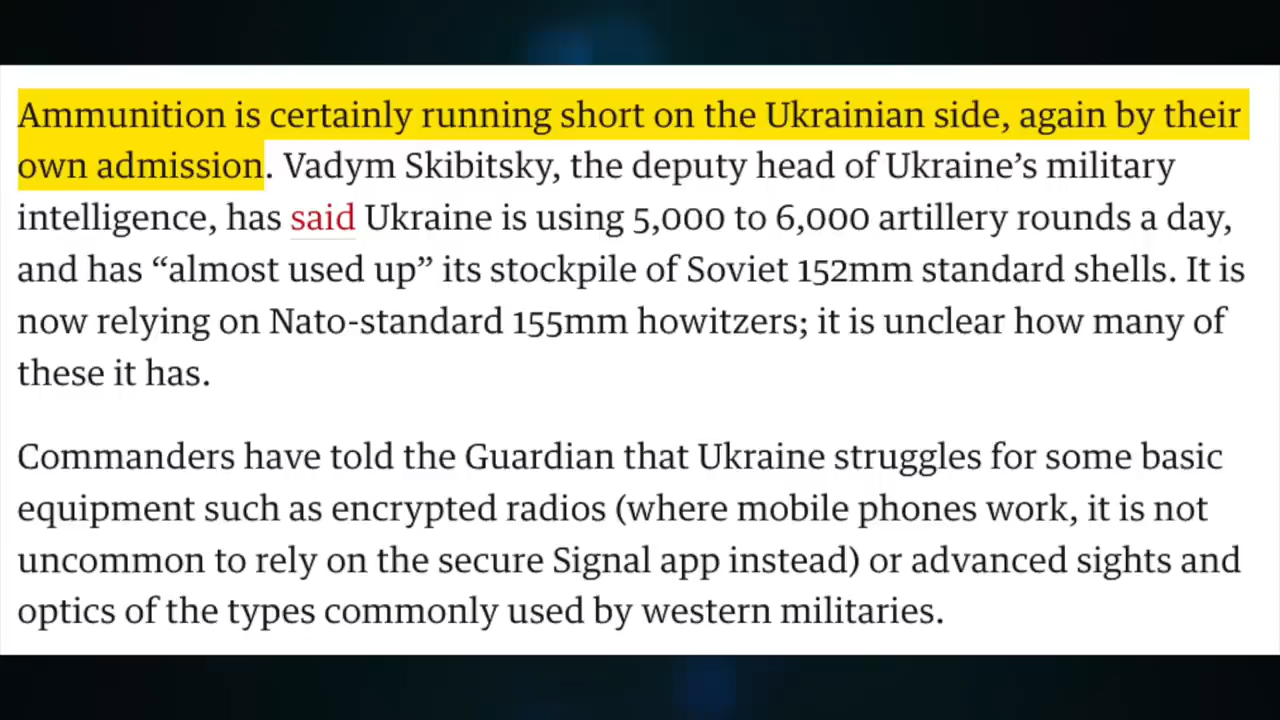 Ammunition is certainly running short on the Ukrainian side, again by their
own admission. Vadym Skibitsky, the deputy head of Ukraine’s military
intelligence, has said Ukraine is using 5,000 to 6,000 artillery rounds a day,
and has “almost used up” its stockpile of Soviet 152mm standard shells. It is
now relying on Nato-standard 155mm howitzers; it is unclear how many of
these it has.
Commanders have told the Guardian that Ukraine struggles for some basic
equipment such as encrypted radios (where mobile phones work, it is not
uncommon to rely on the secure Signal app instead) or advanced sights and
optics of the types commonly used by western militaries.